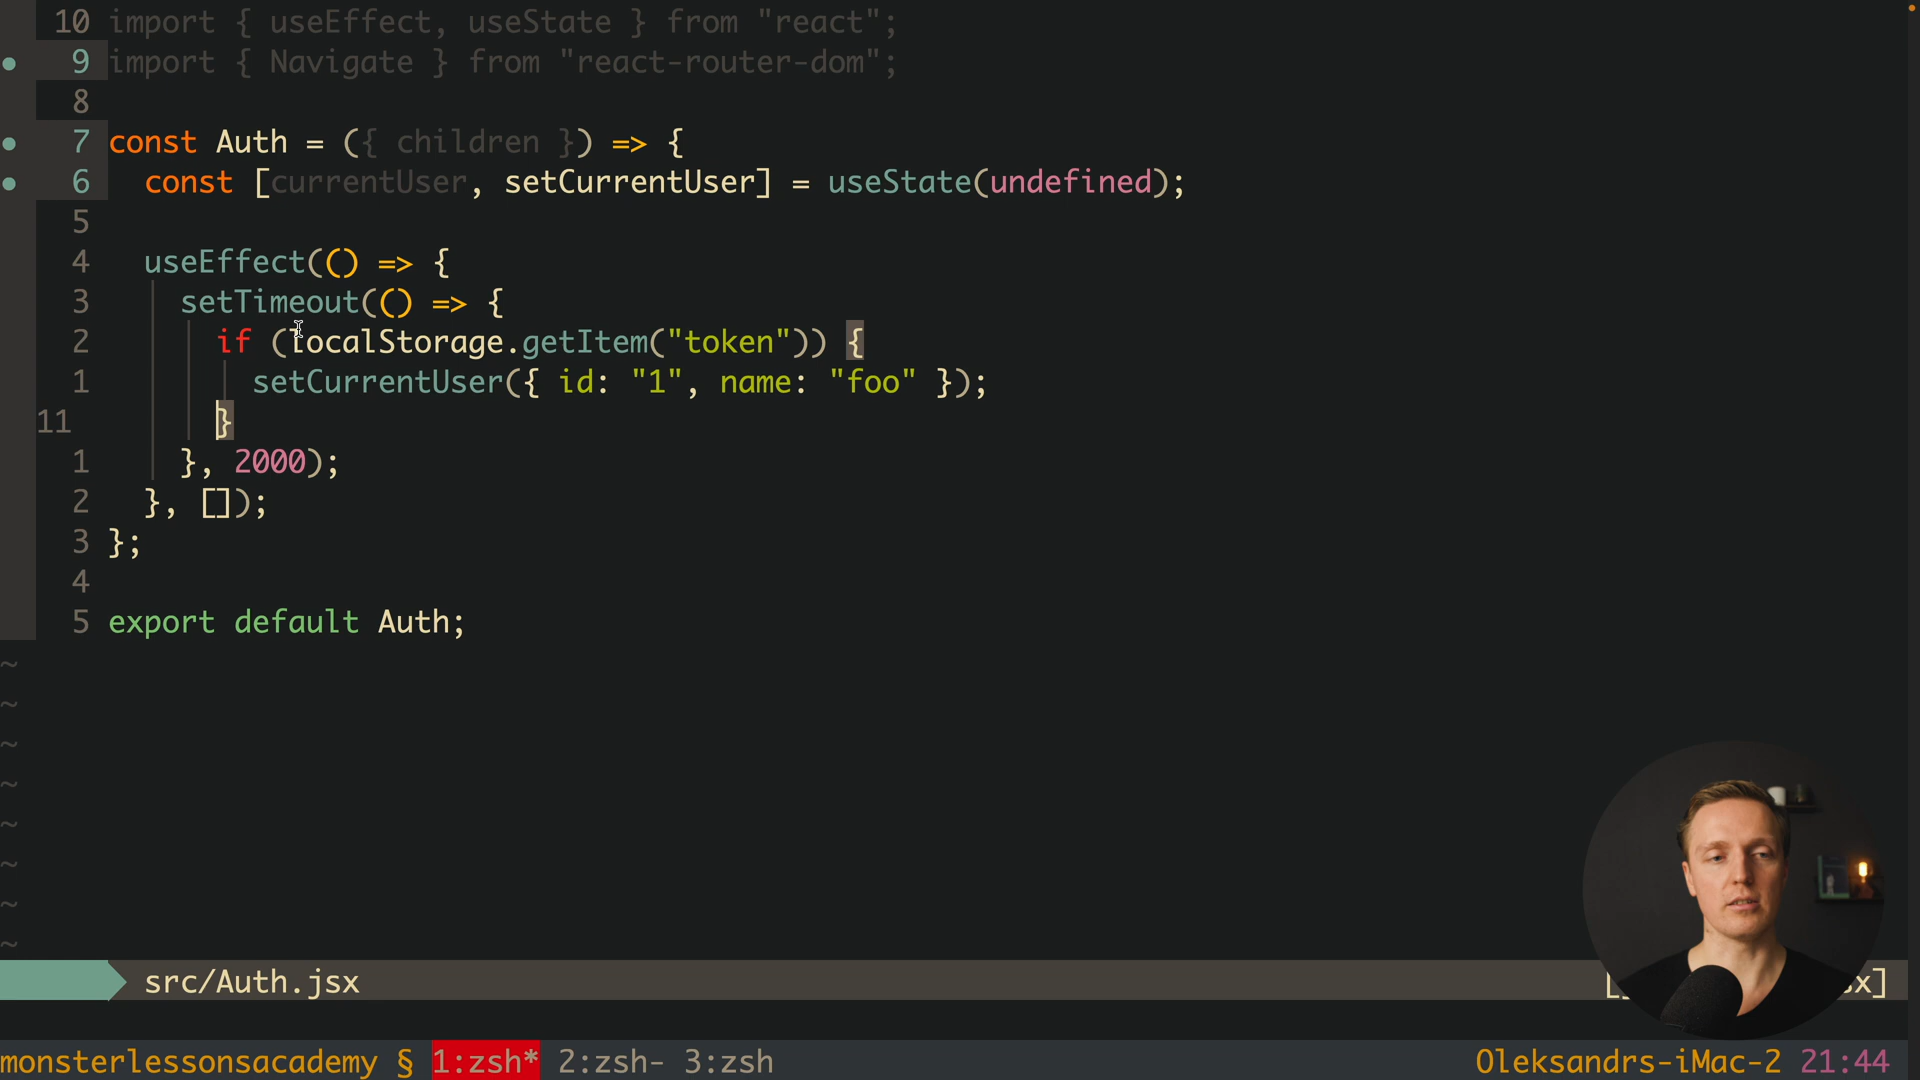 10 import { useEffect, useState } from "react";
9 import { Navigate } from "react-router-dom";
8
7 const Auth = ({ children }) => {
6 const [currentUser, setCurrentUser] = useState(undefined);
5
4 useEffect(() => {
3 setTimeout(() => {
2 if (localStorage.getItem("token")) {
1 setCurrentUser({ id: "1", name: "foo" });
11 }
1 }, 2000);
2 }, []);
3 };
4
5 export default Auth;
~
~
~
~
~
~
~
~
src/Auth.jsx
monsterlessonsacademy § 1:zsh* 2:zsh- 3:zsh Oleksandrs-iMac-2 21:44